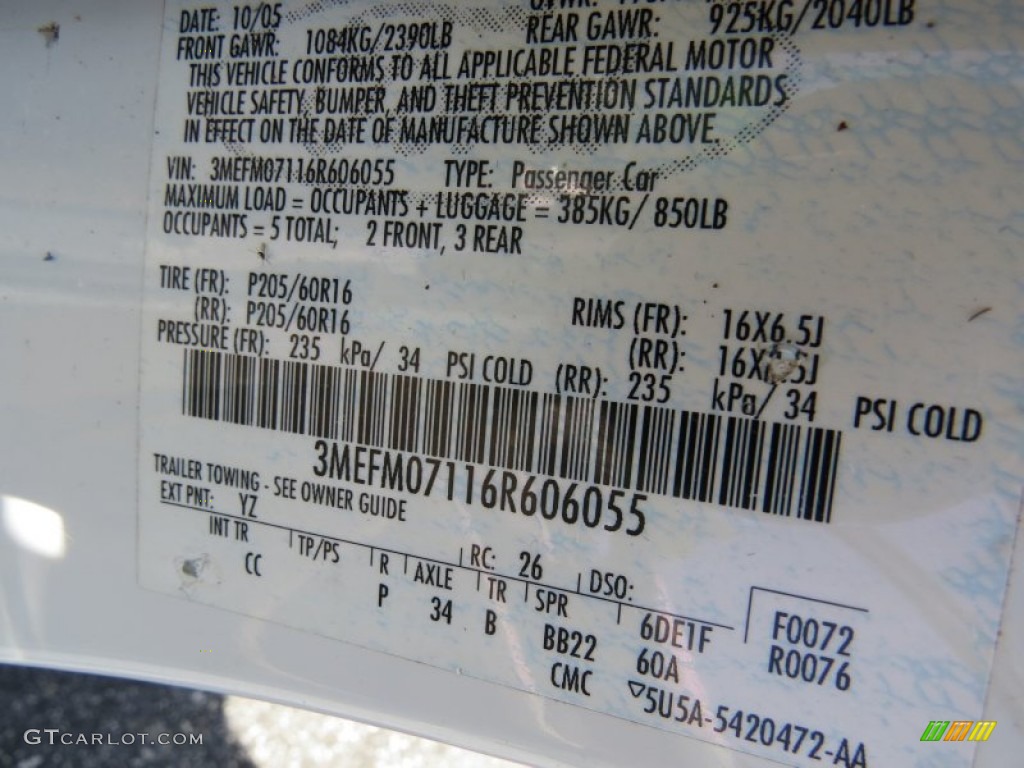 DATE: 10/05
FRONT GAWR: 1084KG/2390LB REAR GAWR: 925KG/2040LB
THIS VEHICLE CONFORMS TO ALL APPLICABLE FEDERAL MOTOR
VEHICLE SAFETY, BUMPER, AND THEFT PREVENTION STANDARDS
IN EFFECT ON THE DATE OF MANUFACTURE SHOWN ABOVE.
VIN: 3MEFM07116R606055 TYPE: Passenger Car
MAXIMUM LOAD = OCCUPANTS + LUGGAGE = 385KG/ 850LB
OCCUPANTS = 5 TOTAL; 2 FRONT, 3 REAR
TIRE (FR): P205/60R16 RIMS (FR): 16X6.5J
(RR): P205/60R16 (RR): 16X6.5J
PRESSURE (FR): 235 kPa/ 34 PSI COLD (RR): 235 kPa/ 34 PSI COLD
3MEFM07116R606055
TRAILER TOWING - SEE OWNER GUIDE
EXT PNT: YZ RC: 26 DSO:
INT TR TP/PS R AXLE TR SPR 6DE1F F0072
CC P 34 B BB22 60A R0076
CMC ▽5U5A-5420472-AA
GTCARLOT.COM